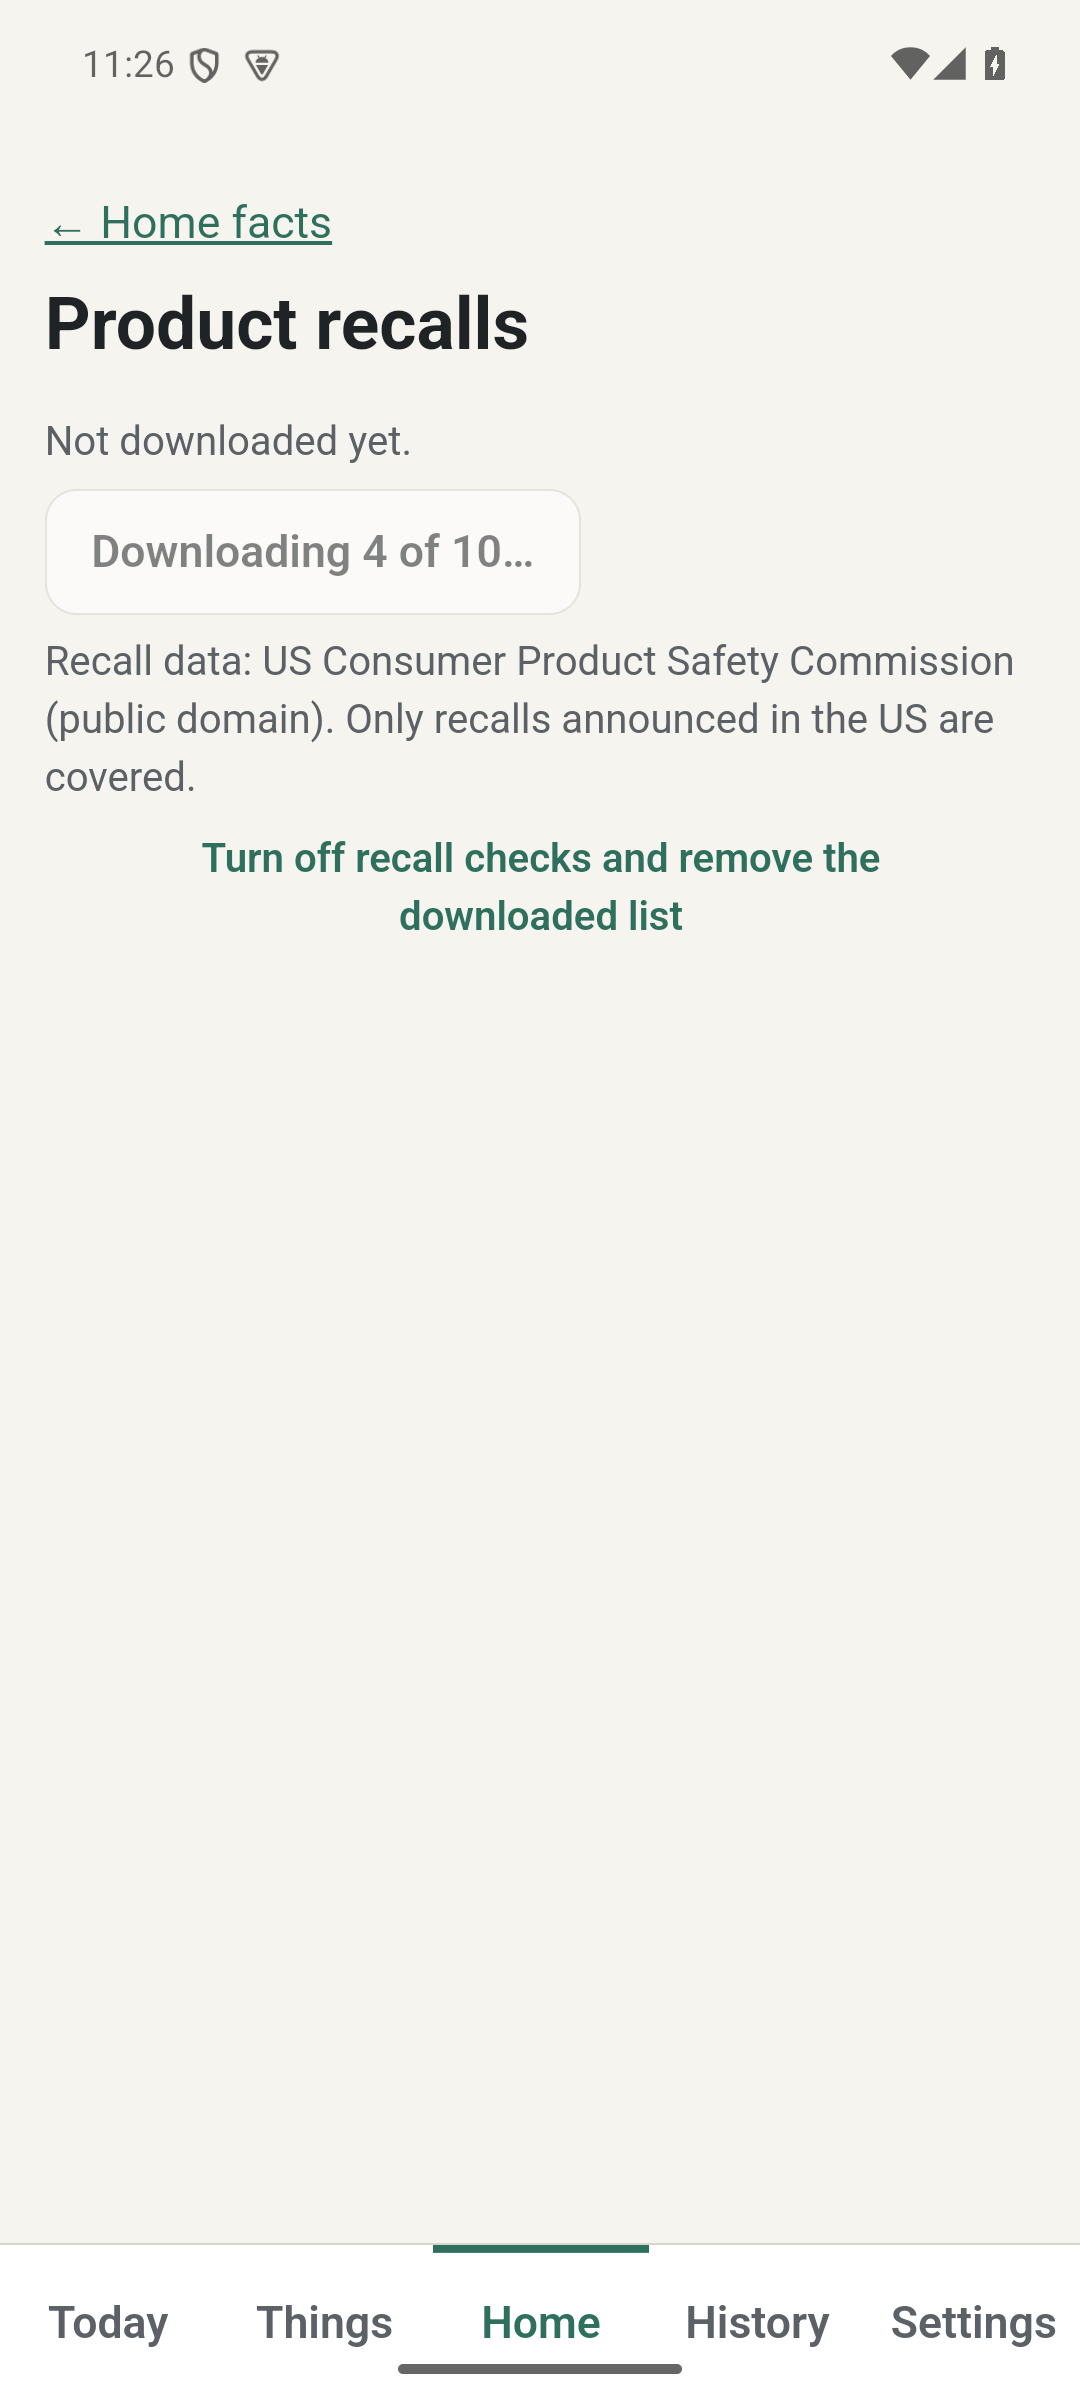 11:26
← Home facts
Product recalls
Not downloaded yet.
Downloading 4 of 10…
Recall data: US Consumer Product Safety Commission
(public domain). Only recalls announced in the US are
covered.
Turn off recall checks and remove the
downloaded list
Today Things Home History Settings